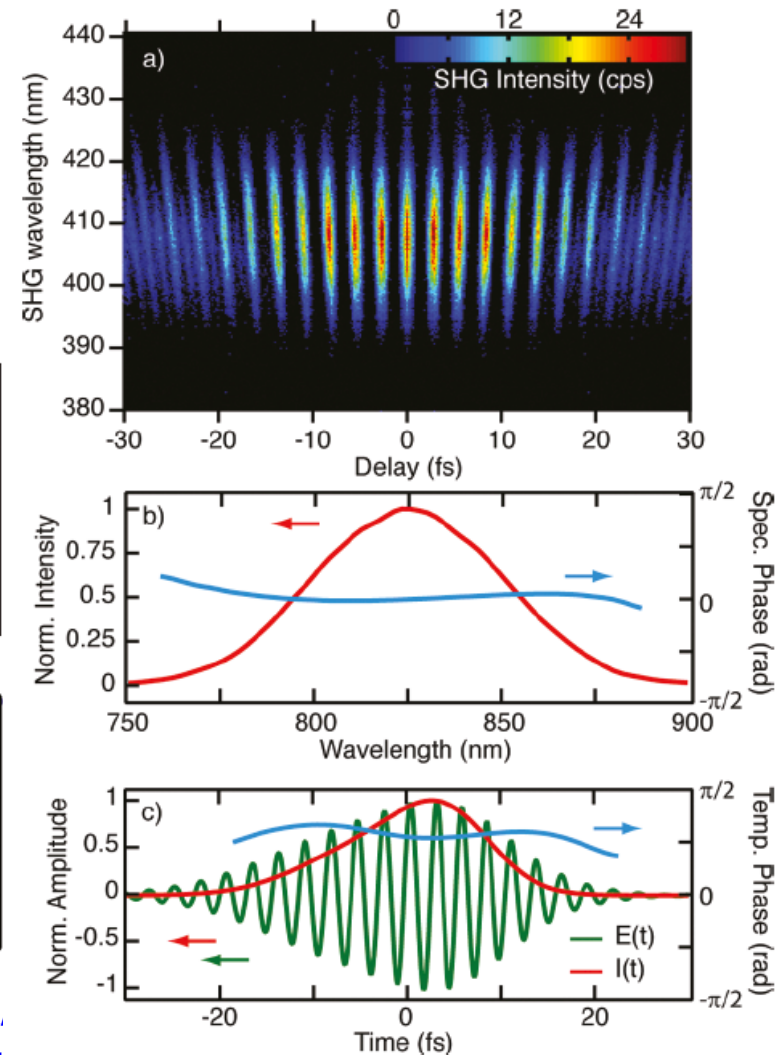 0 12 24
440
a)
SHG Intensity (cps)
430
420
410
400
390
380
SHG wavelength (nm)
-30 -20 -10 0 10 20 30
Delay (fs)
b)
1
0.75
0.5
0.25
0
Norm. Intensity
π/2
0
-π/2
Spec. Phase (rad)
750 800 850 900
Wavelength (nm)
c)
1
0.5
0
-0.5
-1
Norm. Amplitude
π/2
0
-π/2
Temp. Phase (rad)
E(t)
I(t)
-20 0 20
Time (fs)